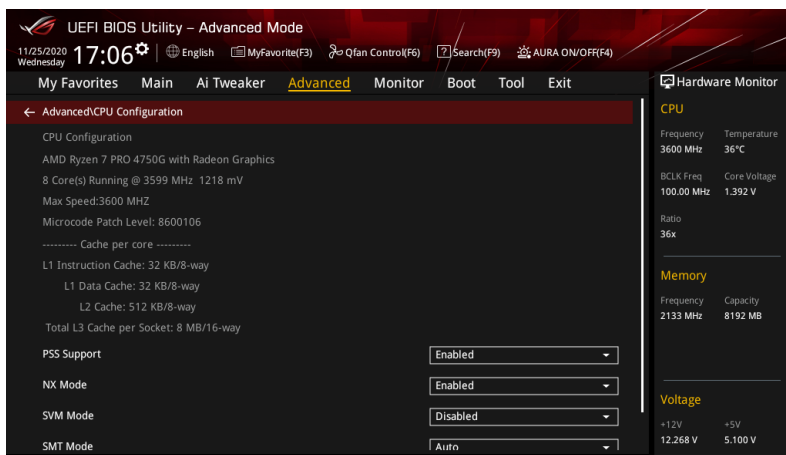 UEFI BIOS Utility – Advanced Mode
11/25/2020 Wednesday 17:06 English MyFavorite(F3) Qfan Control(F6) ? Search(F9) AURA ON/OFF(F4)
My Favorites Main Ai Tweaker Advanced Monitor Boot Tool Exit
← Advanced\CPU Configuration
CPU Configuration
AMD Ryzen 7 PRO 4750G with Radeon Graphics
8 Core(s) Running @ 3599 MHz 1218 mV
Max Speed:3600 MHZ
Microcode Patch Level: 8600106
--------- Cache per core ---------
L1 Instruction Cache: 32 KB/8-way
L1 Data Cache: 32 KB/8-way
L2 Cache: 512 KB/8-way
Total L3 Cache per Socket: 8 MB/16-way
PSS Support Enabled
NX Mode Enabled
SVM Mode Disabled
SMT Mode Auto
Hardware Monitor
CPU
Frequency Temperature
3600 MHz 36°C
BCLK Freq Core Voltage
100.00 MHz 1.392 V
Ratio
36x
Memory
Frequency Capacity
2133 MHz 8192 MB
Voltage
+12V +5V
12.268 V 5.100 V